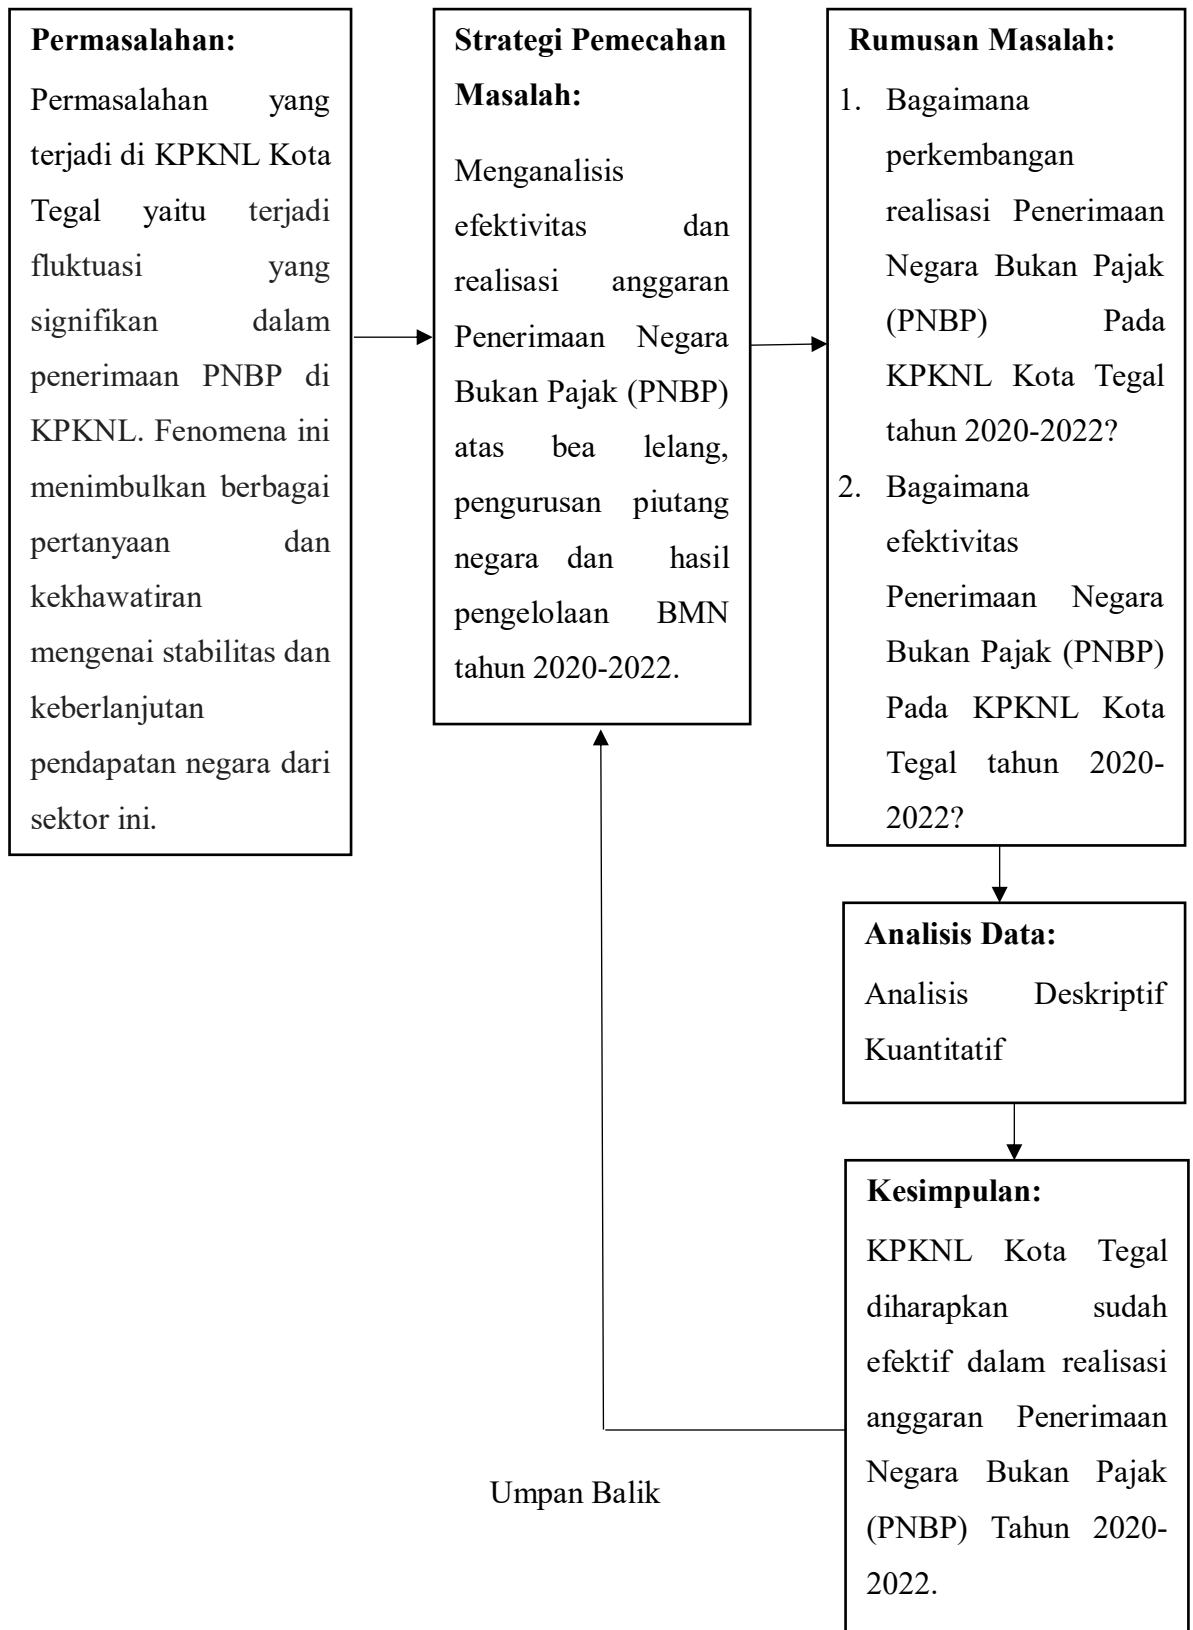 Permasalahan:
Permasalahan yang
terjadi di KPKNL Kota
Tegal yaitu terjadi
fluktuasi yang
signifikan dalam
penerimaan PNBP di
KPKNL. Fenomena ini
menimbulkan berbagai
pertanyaan dan
kekhawatiran
mengenai stabilitas dan
keberlanjutan
pendapatan negara dari
sektor ini.
Strategi Pemecahan
Masalah:
Menganalisis
efektivitas dan
realisasi anggaran
Penerimaan Negara
Bukan Pajak (PNBP)
atas bea lelang,
pengurusan piutang
negara dan hasil
pengelolaan BMN
tahun 2020-2022.
Rumusan Masalah:
1. Bagaimana
perkembangan
realisasi Penerimaan
Negara Bukan Pajak
(PNBP) Pada
KPKNL Kota Tegal
tahun 2020-2022?
2. Bagaimana
efektivitas
Penerimaan Negara
Bukan Pajak (PNBP)
Pada KPKNL Kota
Tegal tahun 2020-
2022?
Analisis Data:
Analisis Deskriptif
Kuantitatif
Kesimpulan:
KPKNL Kota Tegal
diharapkan sudah
efektif dalam realisasi
anggaran Penerimaan
Negara Bukan Pajak
(PNBP) Tahun 2020-
2022.
Umpan Balik